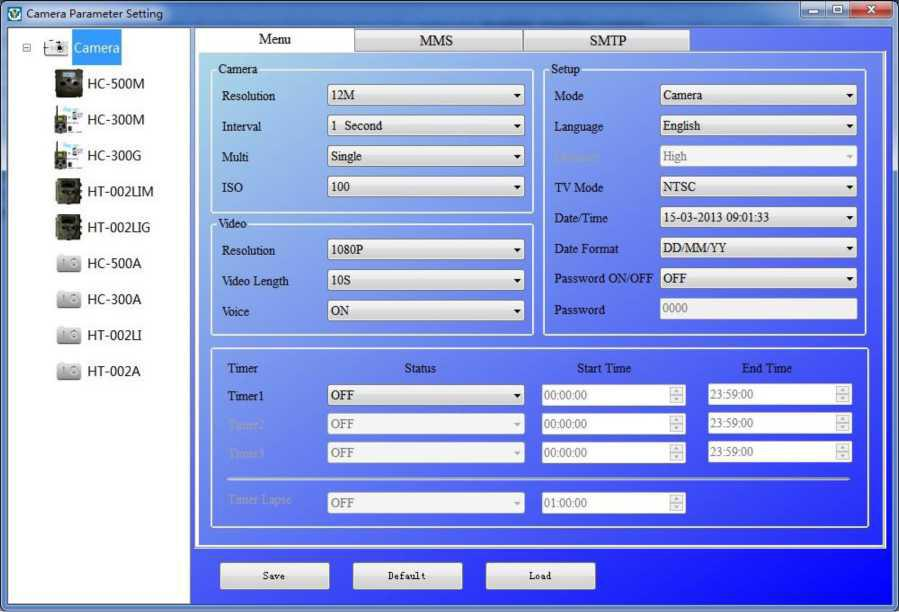 Camera Parameter Setting
Camera
HC-500M
HC-300M
HC-300G
HT-002LIM
HT-002LIG
HC-500A
HC-300A
HT-002LI
HT-002A
Menu MMS SMTP
Camera
Resolution 12M
Interval 1 Second
Multi Single
ISO 100
Video
Resolution 1080P
Video Length 10S
Voice ON
Setup
Mode Camera
Language English
High
TV Mode NTSC
Date/Time 15-03-2013 09:01:33
Date Format DD/MM/YY
Password ON/OFF OFF
Password 0000
Timer Status Start Time End Time
Timer1 OFF 00:00:00 23:59:00
Timer2 OFF 00:00:00 23:59:00
Timer3 OFF 00:00:00 23:59:00
Timer Lapse OFF 01:00:00
Save Default Load